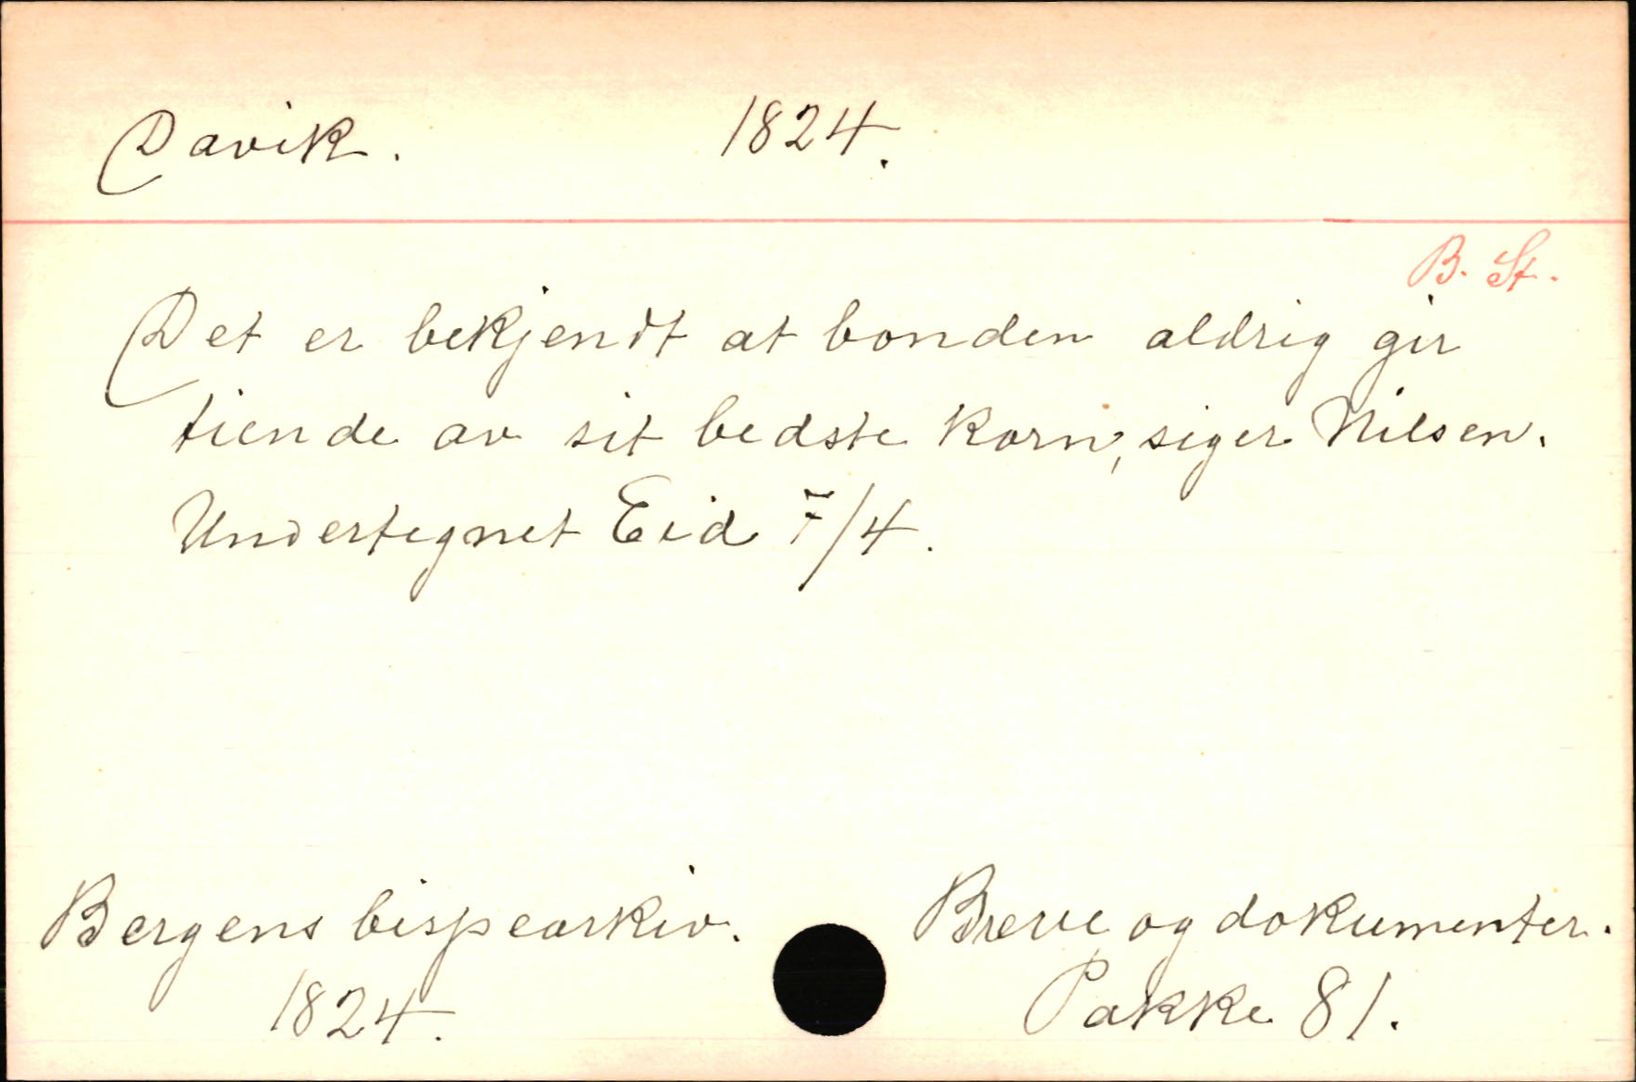 Davik. 1824.
B. St.
Det er bekjendt at bonden aldrig gir
tiende av sit bedste korn, siger Nilsen.
Undertegnet Eid 7/4.
Bergens bispearkiv. Breve og dokumenter.
1824. Pakke 81.